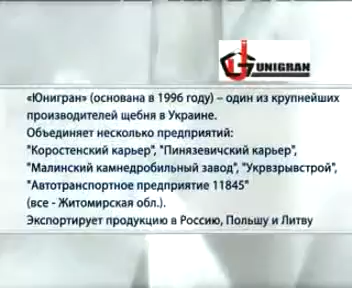 UNIGRAN
«Юнигран» (основана в 1996 году) – один из крупнейших
производителей щебня в Украине.
Объединяет несколько предприятий:
"Коростенский карьер", "Пинязевичский карьер",
"Малинский камнедробильный завод", "Укрвзрывстрой",
"Автотранспортное предприятие 11845"
(все - Житомирская обл.).
Экспортирует продукцию в Россию, Польшу и Литву